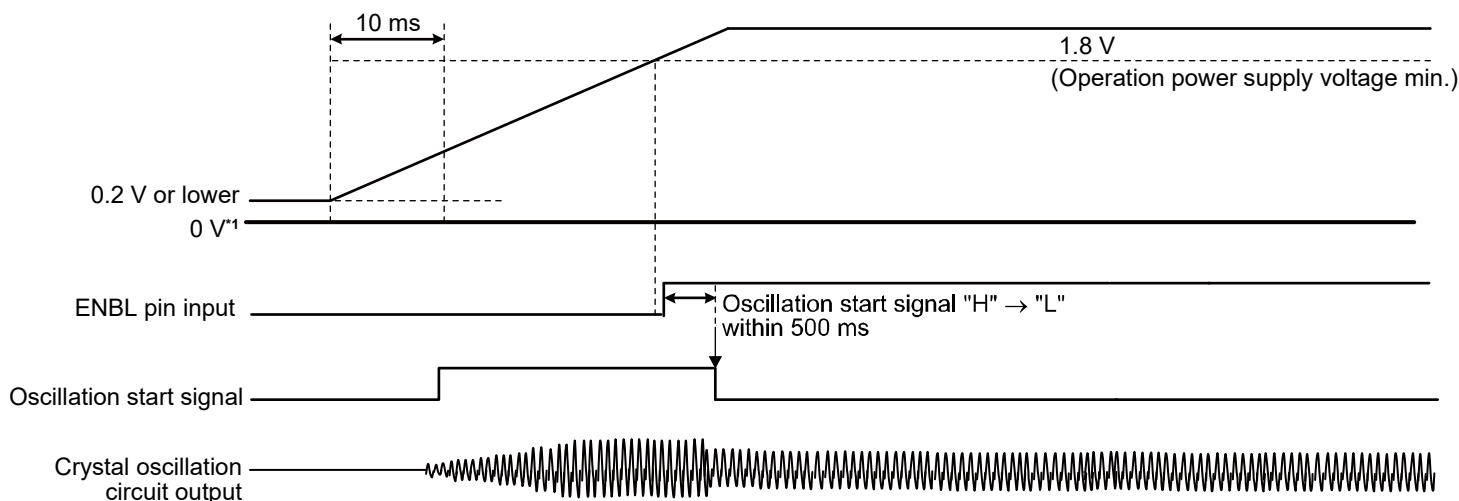 10 ms
1.8 V
(Operation power supply voltage min.)
0.2 V or lower
0 V*1
ENBL pin input
Oscillation start signal "H" → "L"
within 500 ms
Oscillation start signal
Crystal oscillation
circuit output